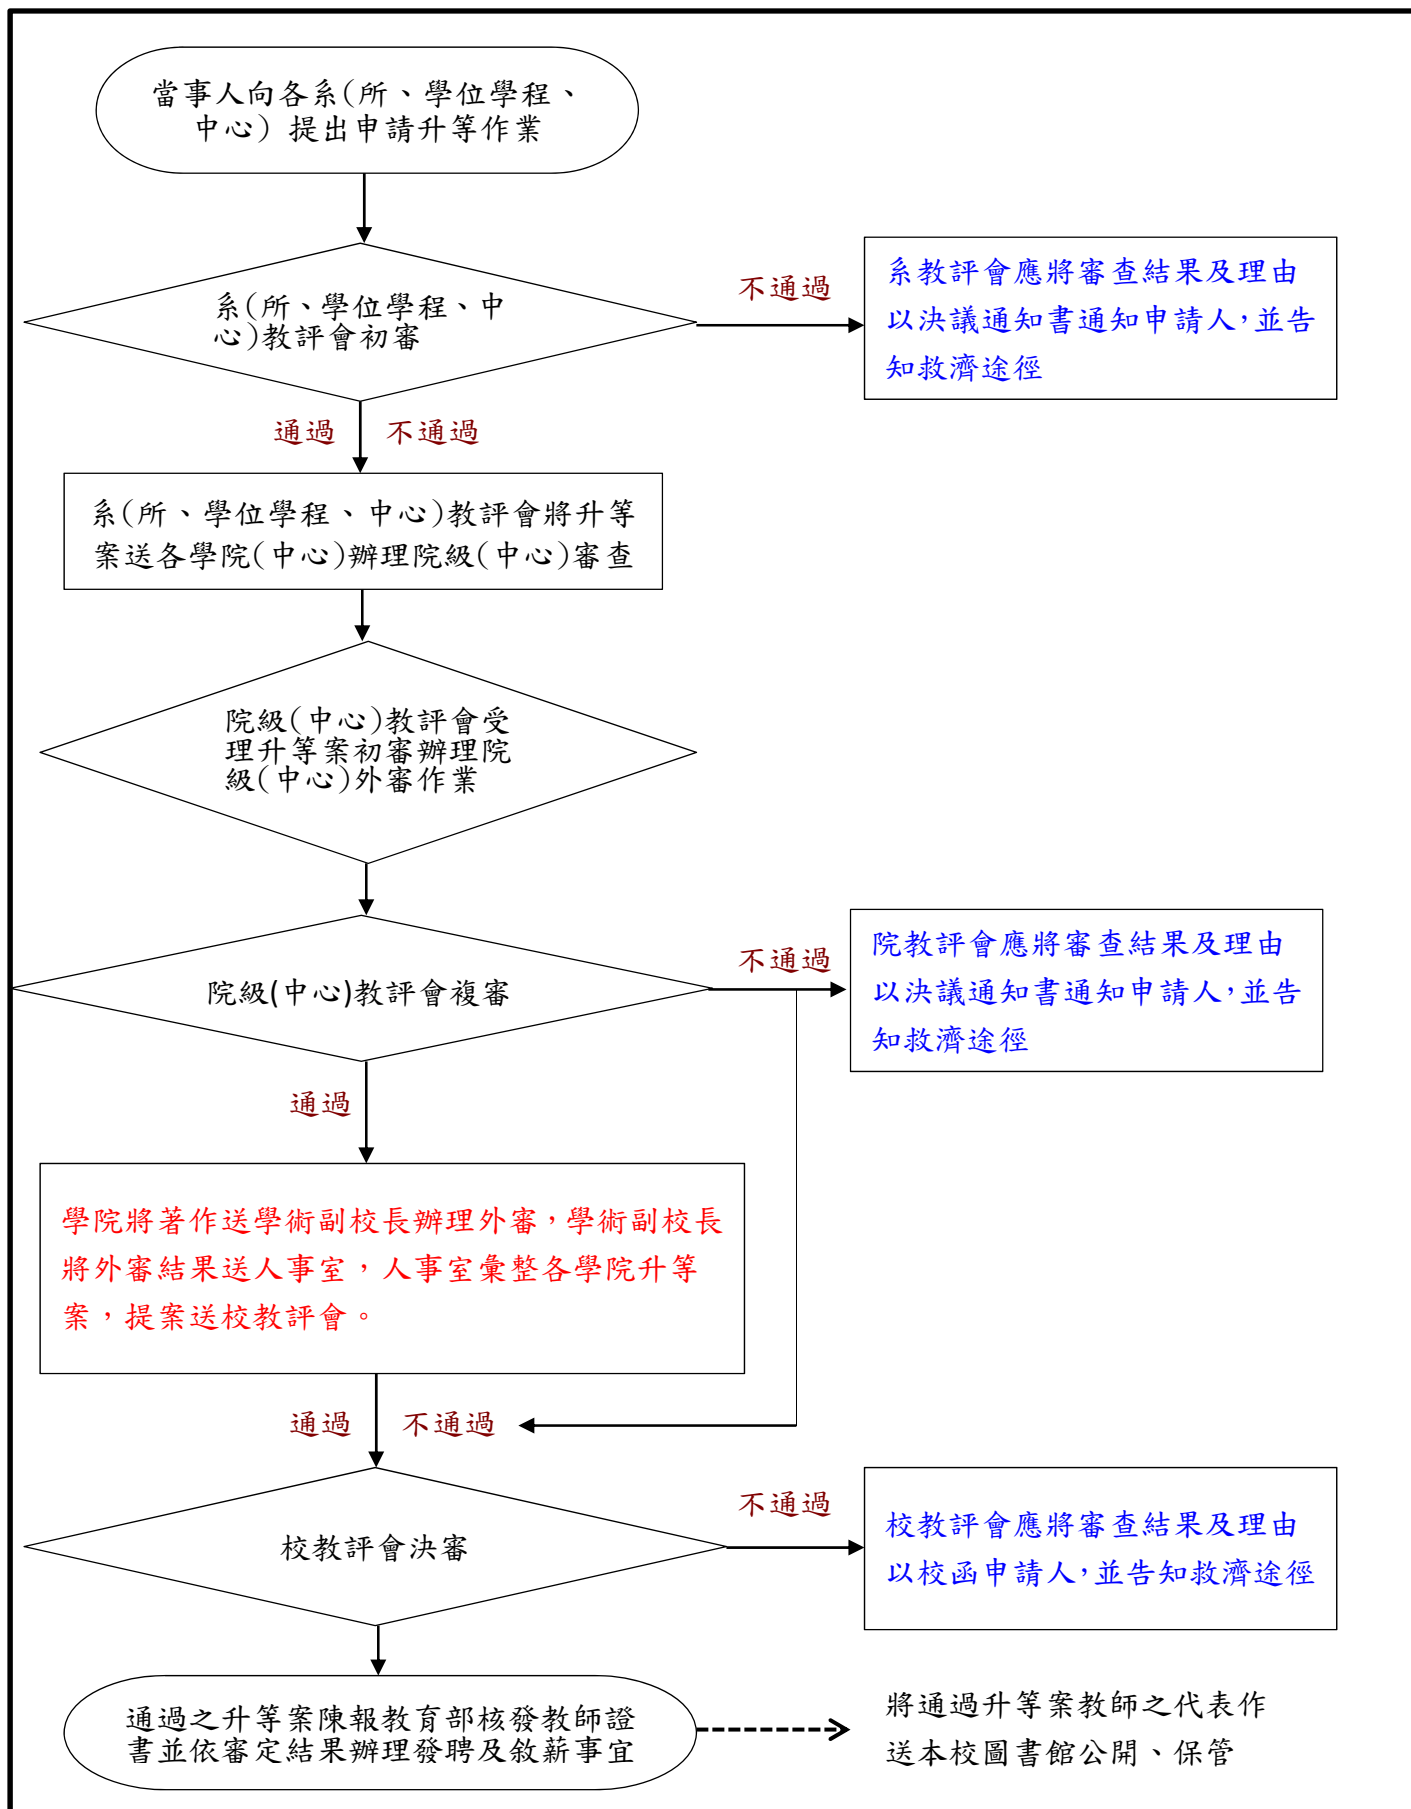 當事人向各系(所、學位學程、
中心) 提出申請升等作業
不通過
系教評會應將審查結果及理由
以決議通知書通知申請人,並告
知救濟途徑
系(所、學位學程、中
心)教評會初審
通過 不通過
系(所、學位學程、中心)教評會將升等
案送各學院(中心)辦理院級(中心)審查
院級(中心)教評會受
理升等案初審辦理院
級(中心)外審作業
不通過
院教評會應將審查結果及理由
以決議通知書通知申請人,並告
知救濟途徑
院級(中心)教評會複審
通過
學院將著作送學術副校長辦理外審,學術副校長
將外審結果送人事室,人事室彙整各學院升等
案,提案送校教評會。
通過 不通過
不通過
校教評會應將審查結果及理由
以校函申請人,並告知救濟途徑
校教評會決審
通過之升等案陳報教育部核發教師證
書並依審定結果辦理發聘及敘薪事宜
將通過升等案教師之代表作
送本校圖書館公開、保管